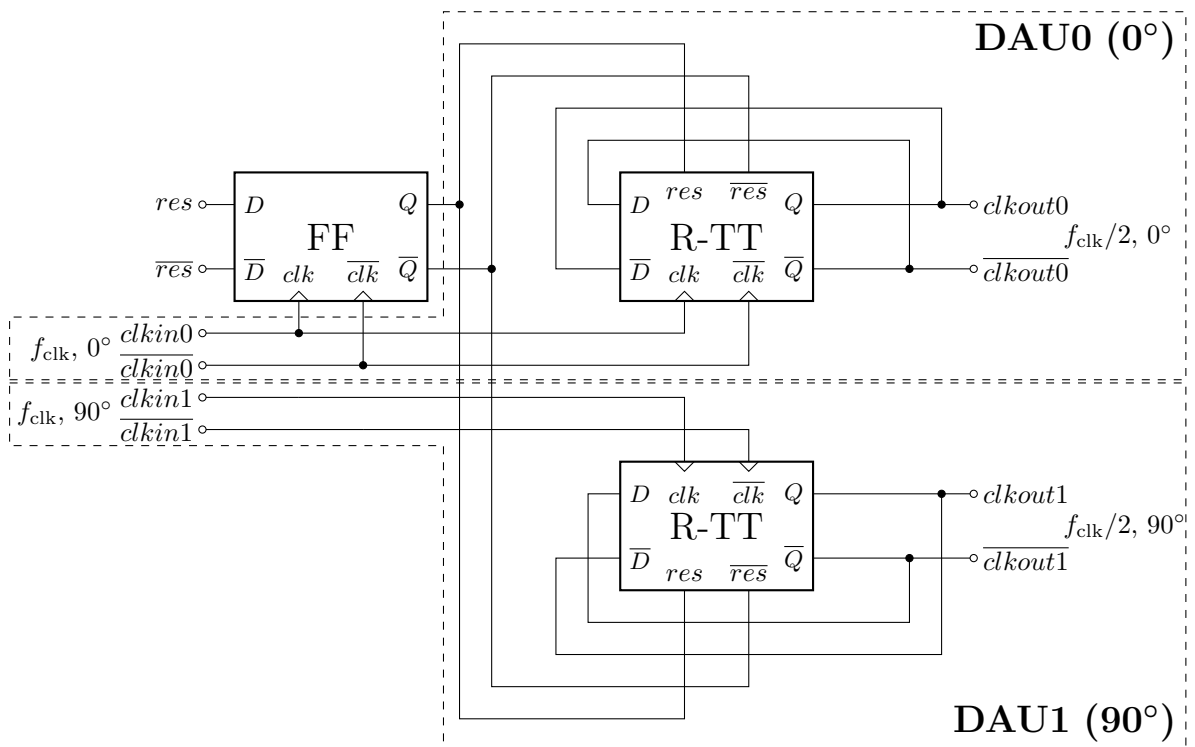 DAU0 (0°)
res
D
Q
FF
res
D
clk
clk
Q
res
res
D
Q
R-TT
D
clk
clk
Q
clkout0
f_clk/2, 0°
clkout0
clkin0
f_clk, 0°
clkin0
clkin1
f_clk, 90°
clkin1
D
clk
clk
Q
R-TT
D
res
res
Q
clkout1
f_clk/2, 90°
clkout1
DAU1 (90°)